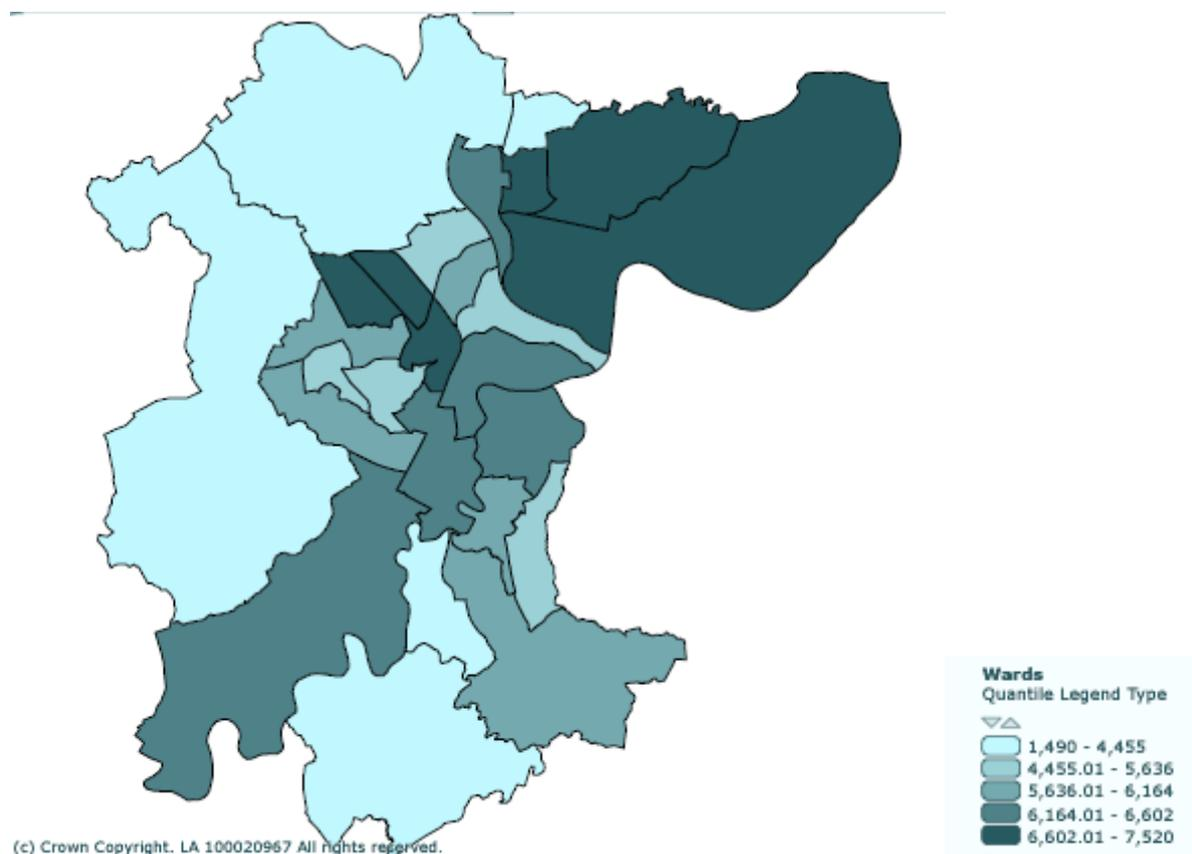 Wards
Quantile Legend Type
1,490 - 4,455
4,455.01 - 5,636
5,636.01 - 6,164
6,164.01 - 6,602
6,602.01 - 7,520
(c) Crown Copyright. LA 100020967 All rights reserved.